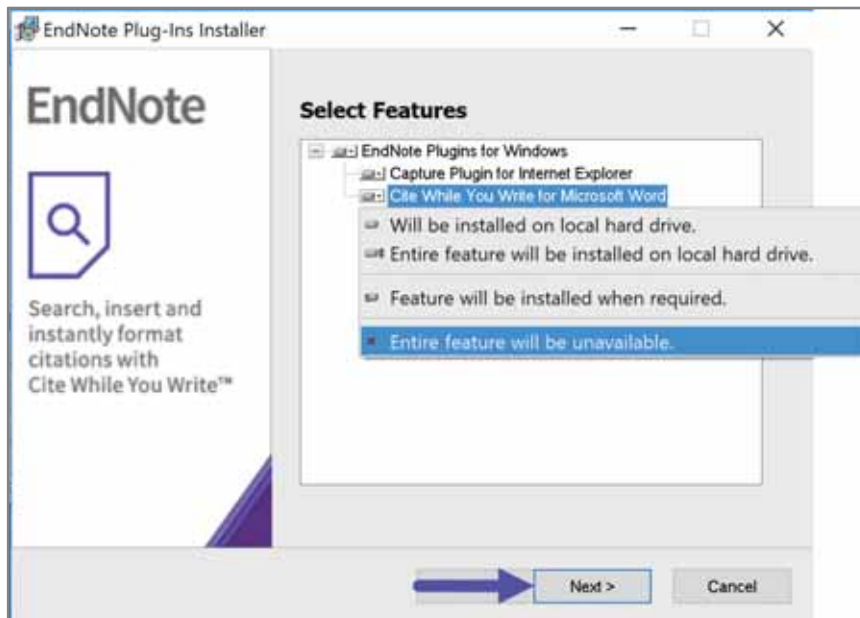 EndNote Plug-Ins Installer
EndNote
Search, insert and
instantly format
citations with
Cite While You Write™
Select Features
EndNote Plugins for Windows
Capture Plugin for Internet Explorer
Cite While You Write for Microsoft Word
Will be installed on local hard drive.
Entire feature will be installed on local hard drive.
Feature will be installed when required.
Entire feature will be unavailable.
Next >
Cancel